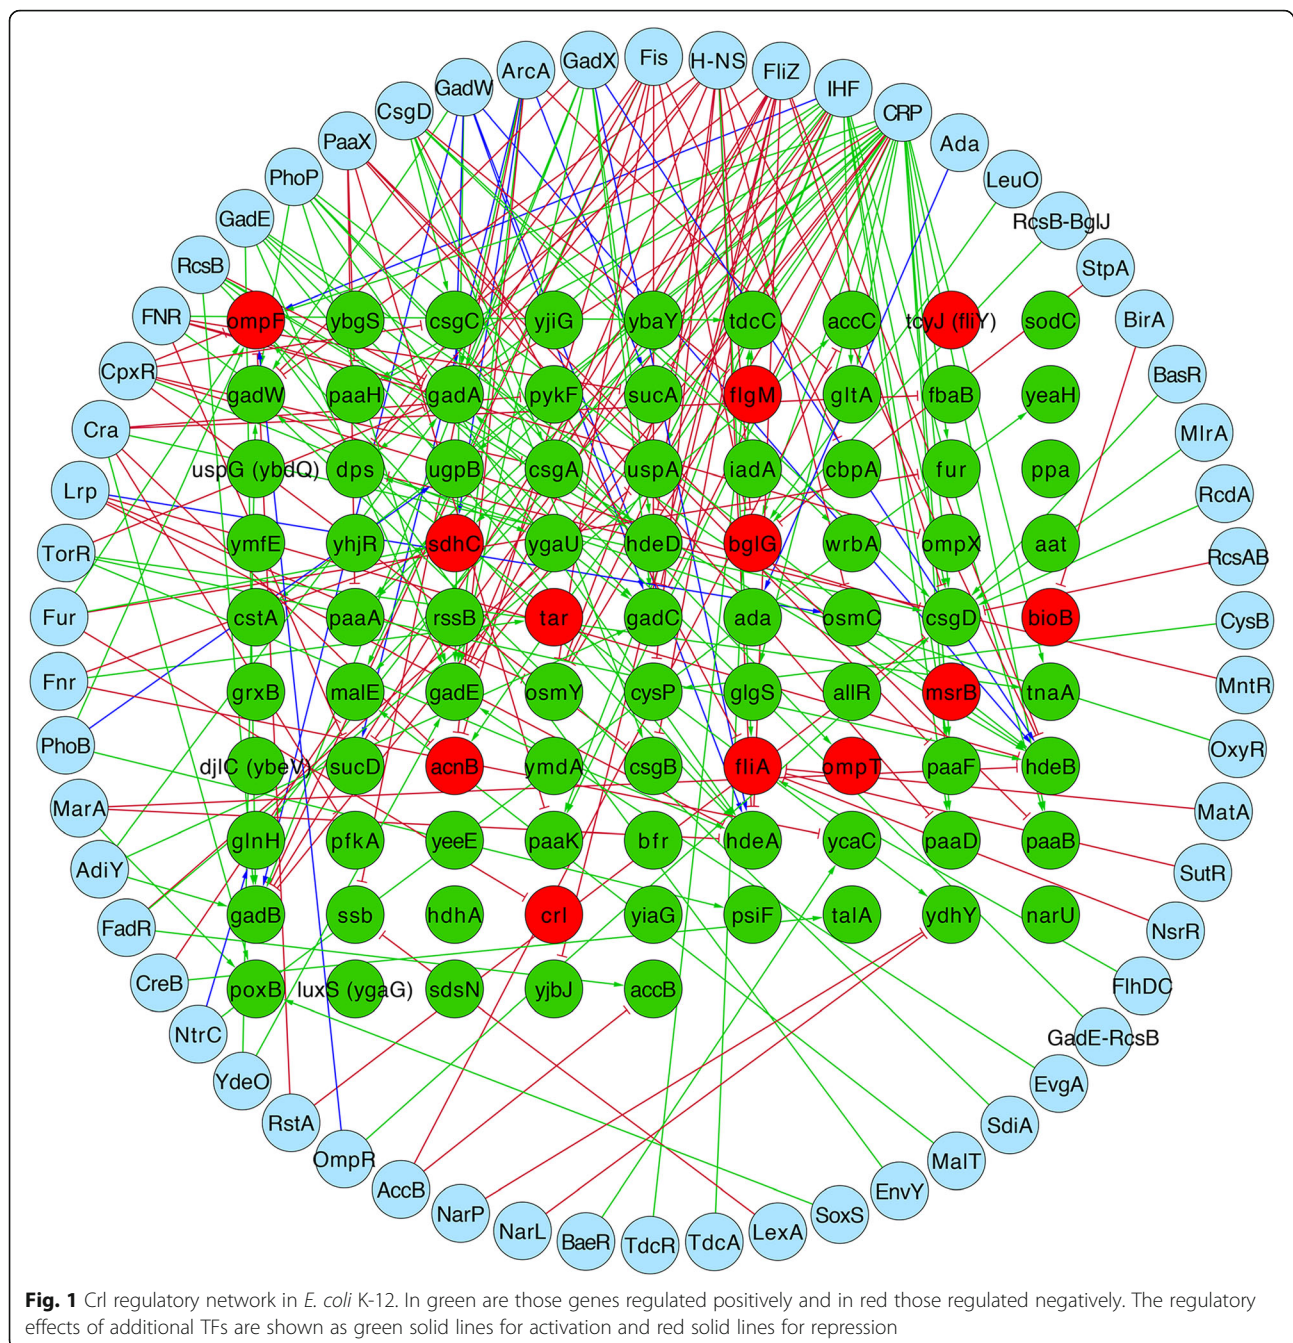 Fis
H-NS
GadX
FliZ
ArcA
IHF
GadW
CRP
CsgD
Ada
PaaX
LeuO
PhoP
RcsB-BglJ
GadE
StpA
RcsB
BirA
FNR
BasR
CpxR
MlrA
Cra
RcdA
Lrp
RcsAB
TorR
CysB
Fur
MntR
Fnr
OxyR
PhoB
MatA
MarA
SutR
AdiY
NsrR
FadR
FlhDC
CreB
GadE-RcsB
NtrC
EvgA
YdeO
SdiA
RstA
MalT
OmpR
EnvY
AccB
SoxS
NarP
LexA
NarL
TdcA
BaeR
TdcR
ompF ybgS csgC yjiG ybaY tdcC accC tcyJ (fliY) sodC
gadW paaH gadA pykF sucA flgM gltA fbaB yeaH
uspG (ybdQ) dps ugpB csgA uspA iadA cbpA fur ppa
ymfE yhjR sdhC ygaU hdeD bglG wrbA ompX aat
cstA paaA rssB tar gadC ada osmC csgD bioB
grxB malE gadE osmY cysP glgS allR msrB tnaA
djlC (ybeV) sucD acnB ymdA csgB fliA ompT paaF hdeB
glnH pfkA yeeE paaK bfr hdeA ycaC paaD paaB
gadB ssb hdhA crl yiaG psiF talA ydhY narU
poxB luxS (ygaG) sdsN yjbJ accB
Fig. 1 Crl regulatory network in E. coli K-12. In green are those genes regulated positively and in red those regulated negatively. The regulatory
effects of additional TFs are shown as green solid lines for activation and red solid lines for repression